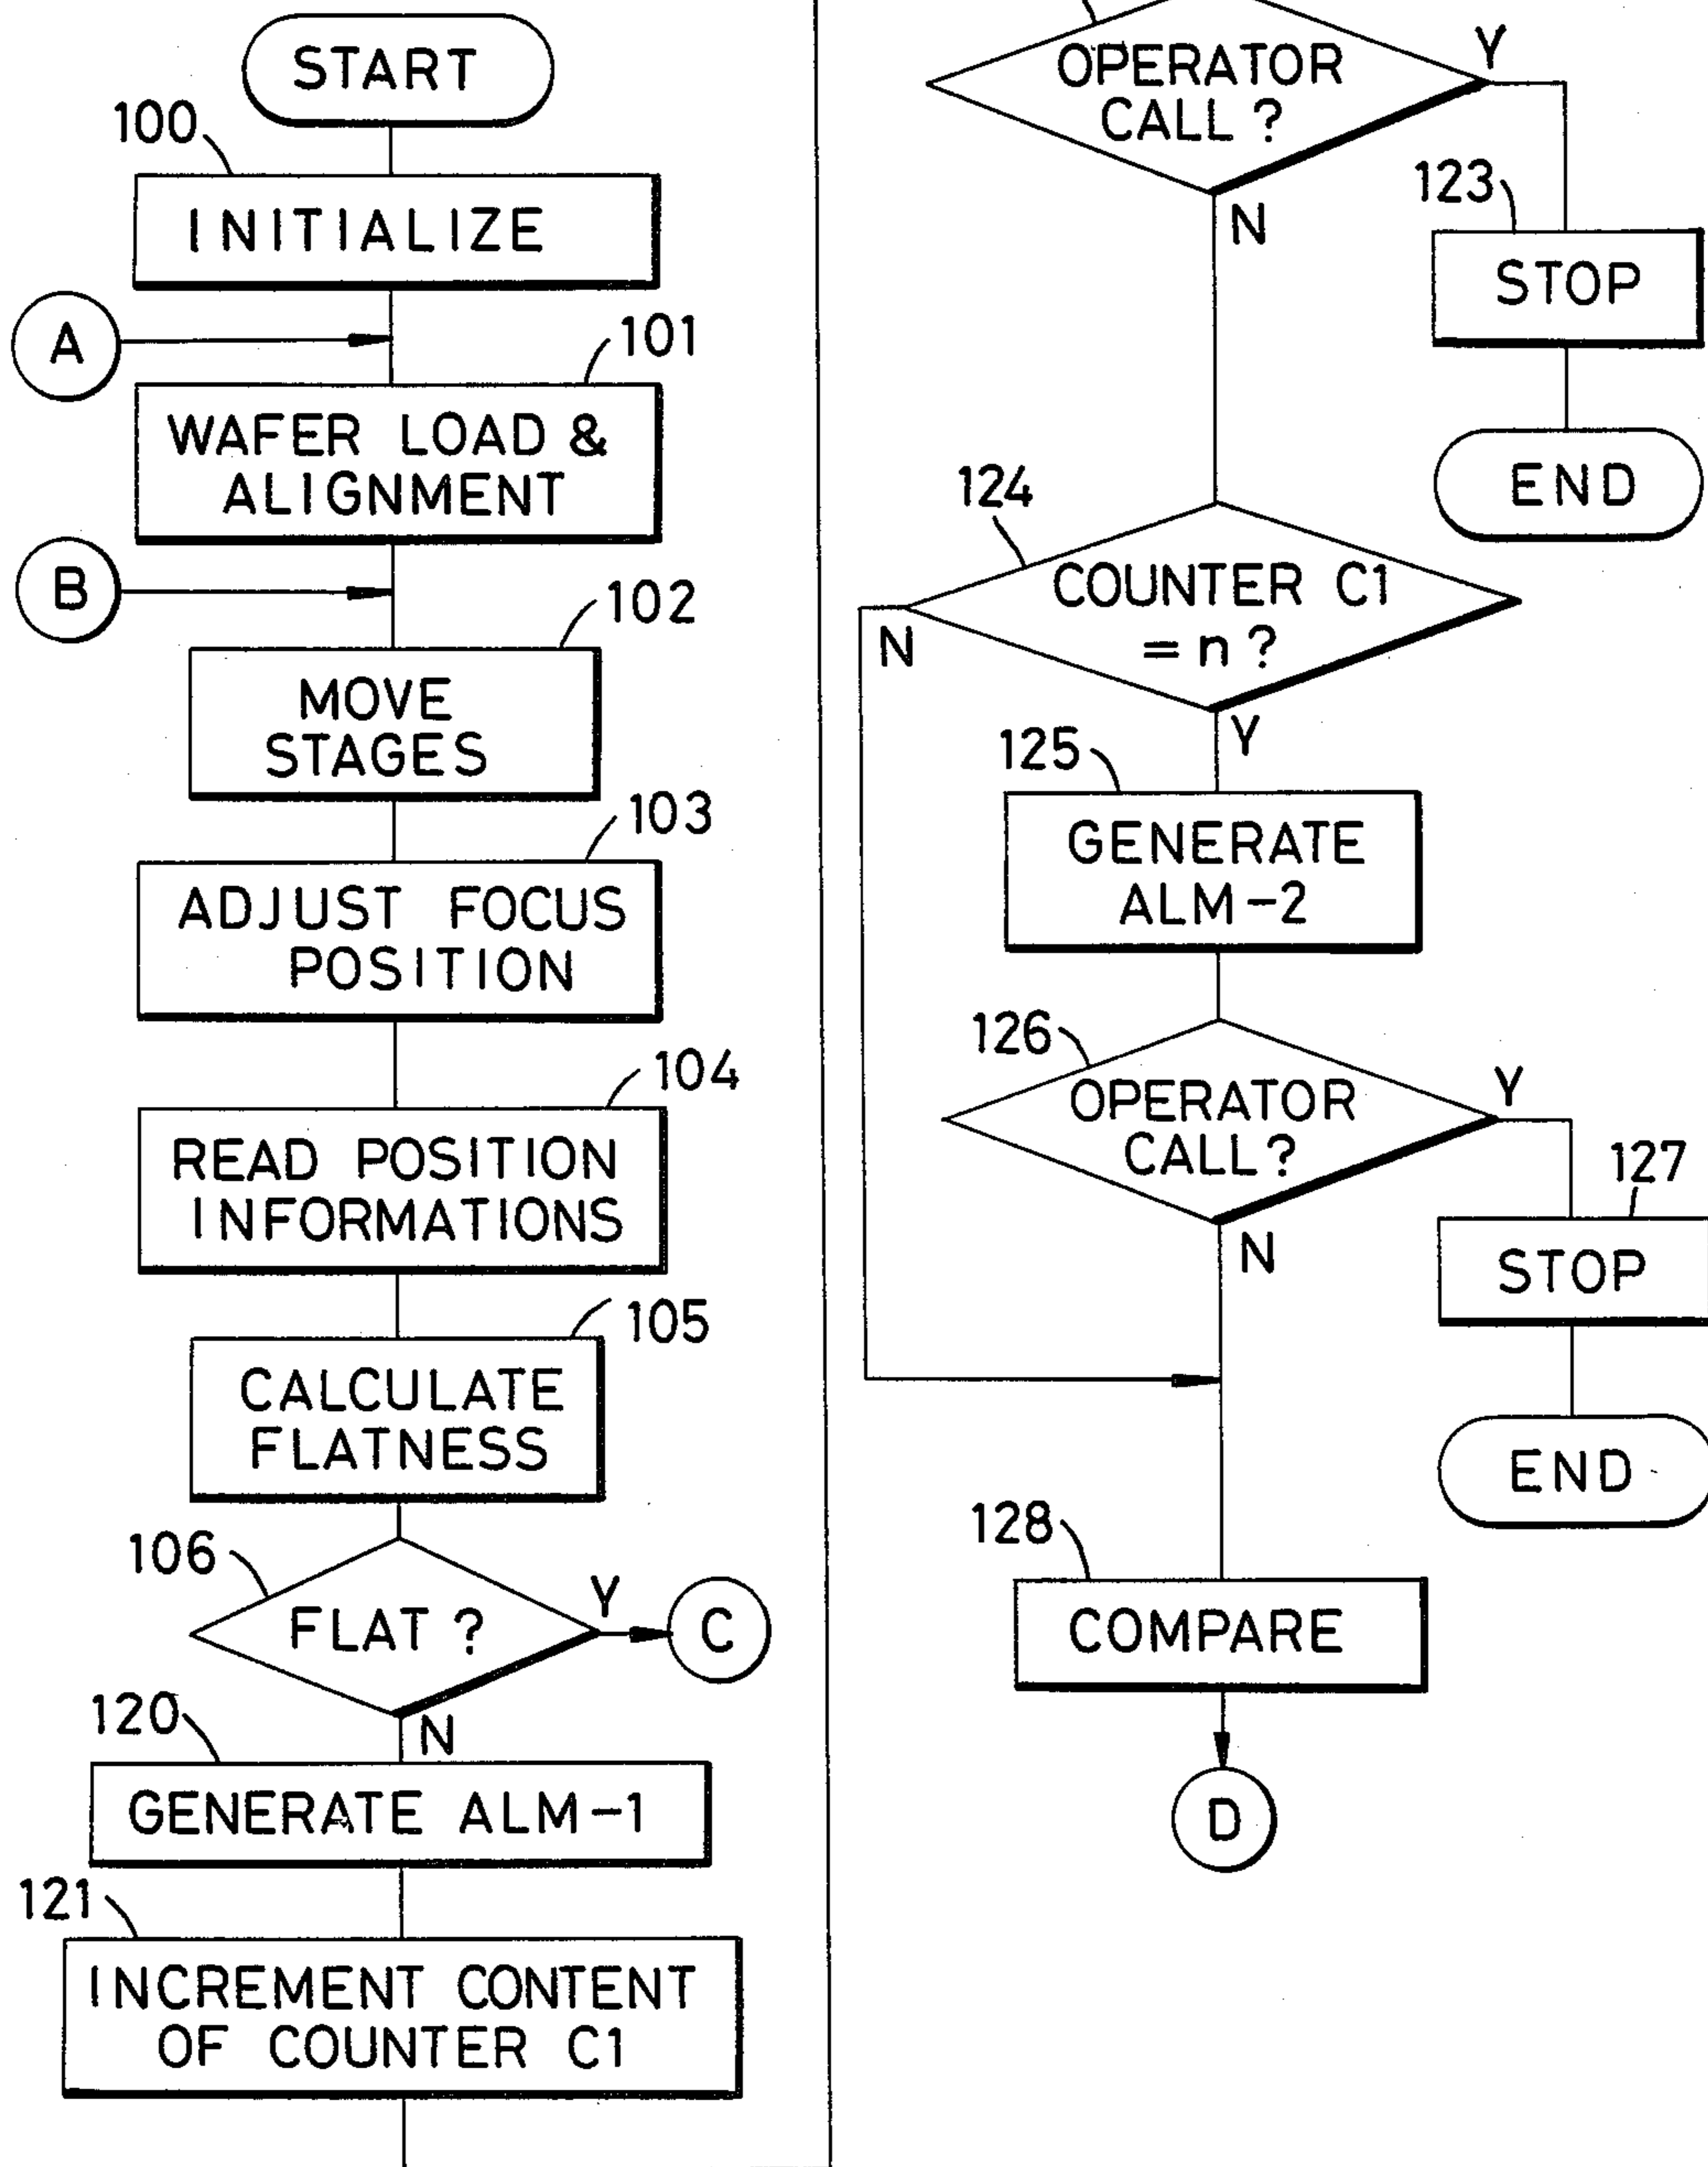 START
100
INITIALIZE
A
101
WAFER LOAD &
ALIGNMENT
B
102
MOVE
STAGES
103
ADJUST FOCUS
POSITION
104
READ POSITION
INFORMATIONS
105
CALCULATE
FLATNESS
106
FLAT ?
Y
C
N
120
GENERATE ALM-1
121
INCREMENT CONTENT
OF COUNTER C1
OPERATOR
CALL ?
Y
N
123
STOP
END
124
COUNTER C1
= n ?
N
Y
125
GENERATE
ALM-2
126
OPERATOR
CALL?
Y
N
127
STOP
END
128
COMPARE
D